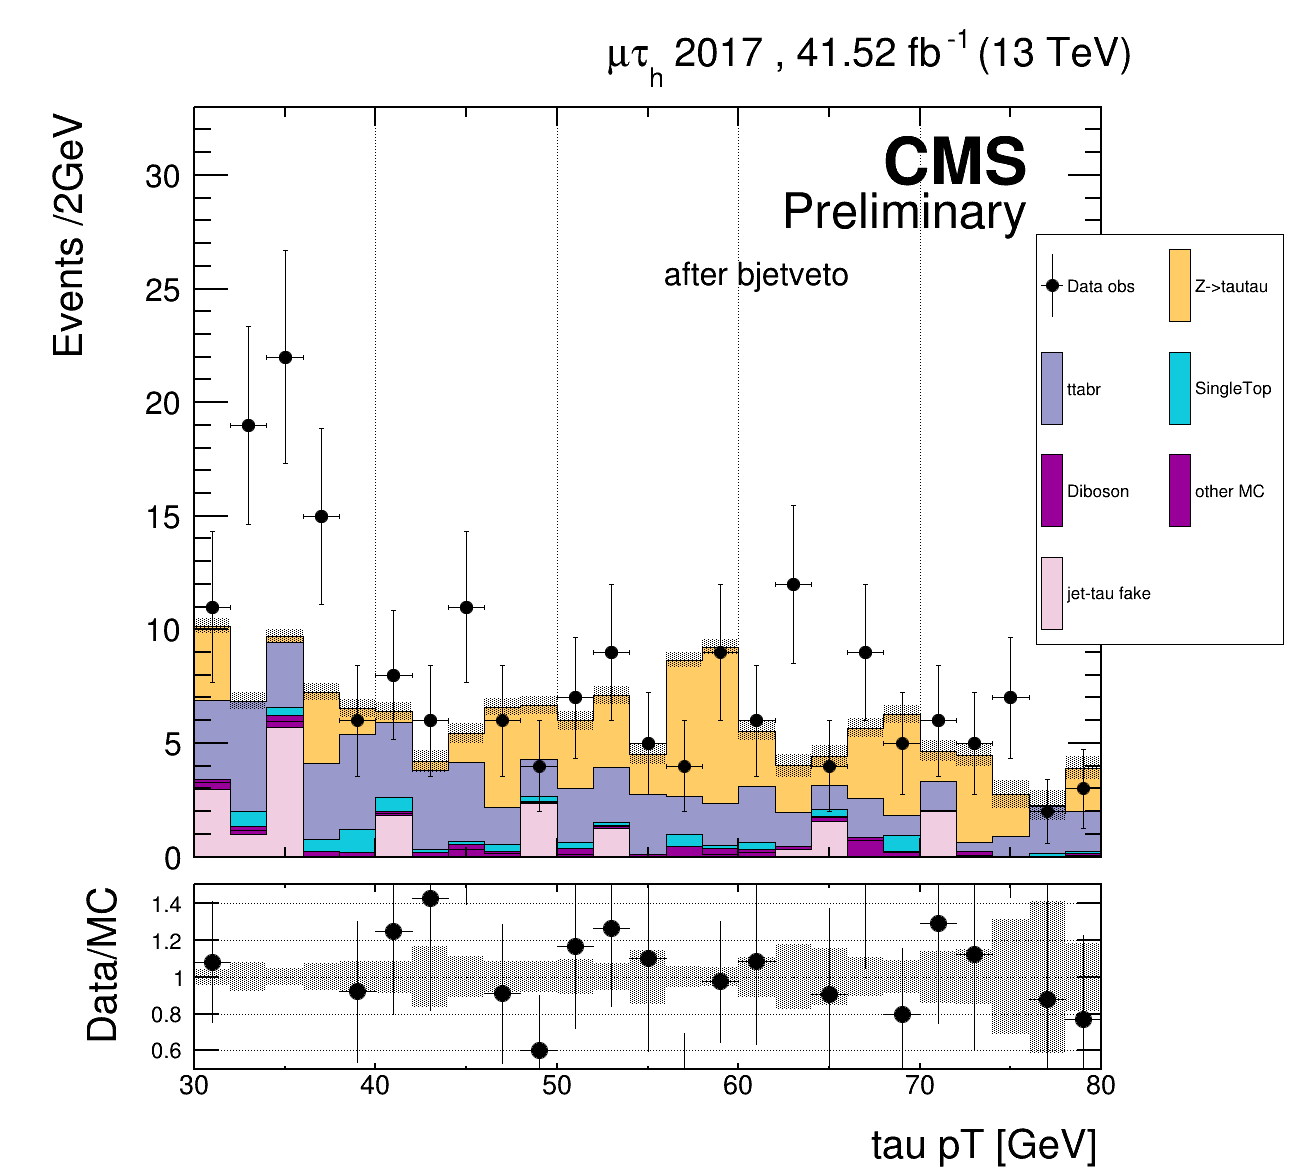 μτh 2017 , 41.52 fb-1 (13 TeV)
Events /2GeV
CMS
Preliminary
after bjetveto
30
25
20
15
10
5
0
Data obs
Z->tautau
ttabr
SingleTop
Diboson
other MC
jet-tau fake
Data/MC
1.4
1.2
1
0.8
0.6
30
40
50
60
70
80
tau pT [GeV]